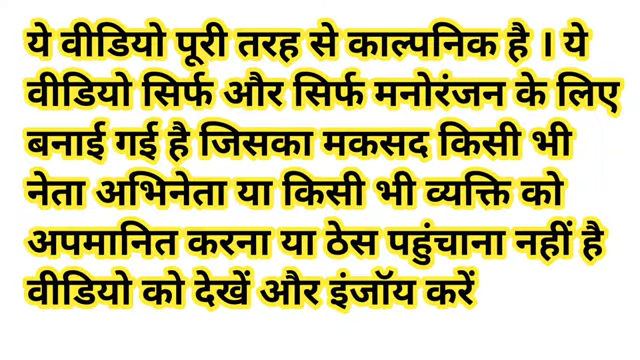 ये वीडियो पूरी तरह से काल्पनिक है । ये
वीडियो सिर्फ और सिर्फ मनोरंजन के लिए
बनाई गई है जिसका मकसद किसी भी
नेता अभिनेता या किसी भी व्यक्ति को
अपमानित करना या ठेस पहुंचाना नहीं है
वीडियो को देखें और इंजॉय करें